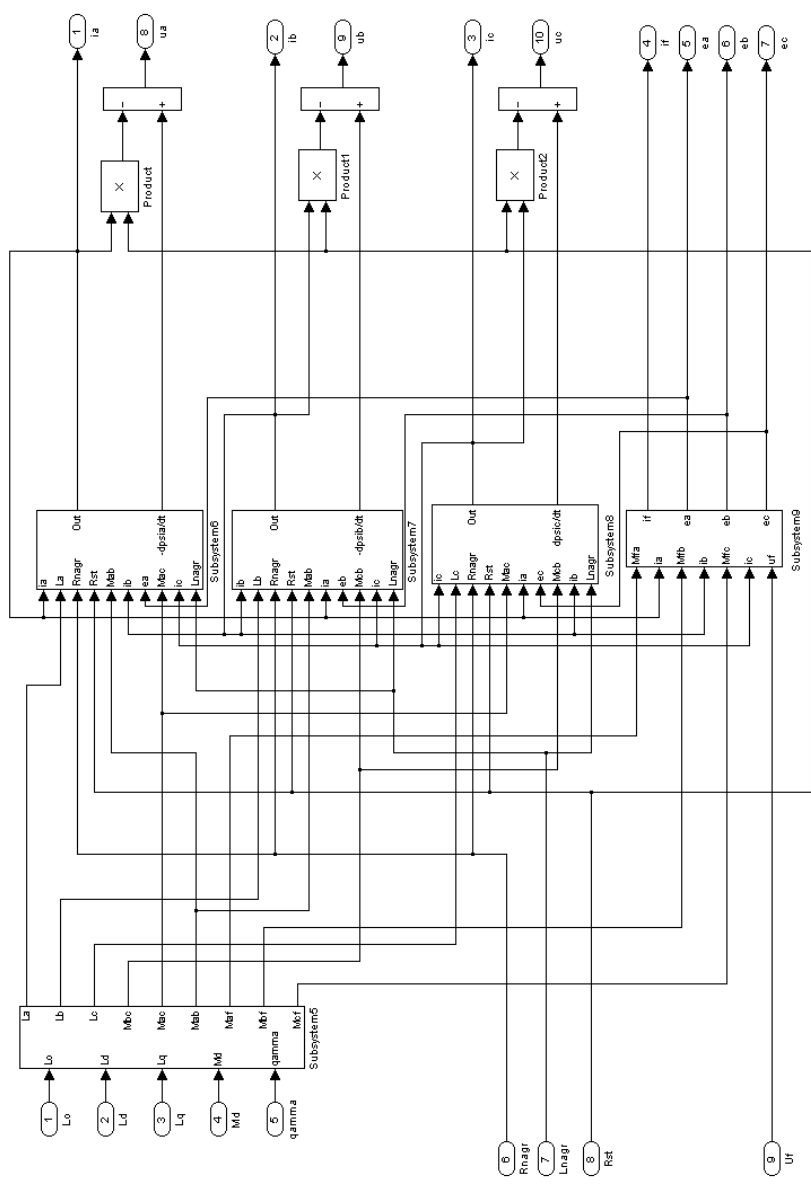 1
ia
8
ua
2
ib
9
ub
3
ic
10
uc
4
if
5
ea
6
eb
7
ec
−
+
−
+
−
+
×
Product
×
Product1
×
Product2
ia
La
Rnagr
Rst
Mab
ib
ea
Mac
ic
Lnagr
Out
-dpsia/dt
Subsystem6
ib
Lb
Rnagr
Rst
Mab
ia
eb
Mcb
ic
Lnagr
Out
-dpsib/dt
Subsystem7
ic
Lc
Rnagr
Rst
Mac
ia
ec
Mcb
ib
Lnagr
Out
dpsic/dt
Subsystem8
Mfa
ia
Mfb
ib
Mfc
ic
uf
if
ea
eb
ec
Subsystem9
La
Lb
Lc
Mbc
Mac
Mab
Maf
Mbf
Mcf
Lo
Ld
Lq
Md
qamma
Subsystem5
1
Lo
2
Ld
3
Lq
4
Md
5
qamma
6
Rnagr
7
Lnagr
8
Rst
9
Uf